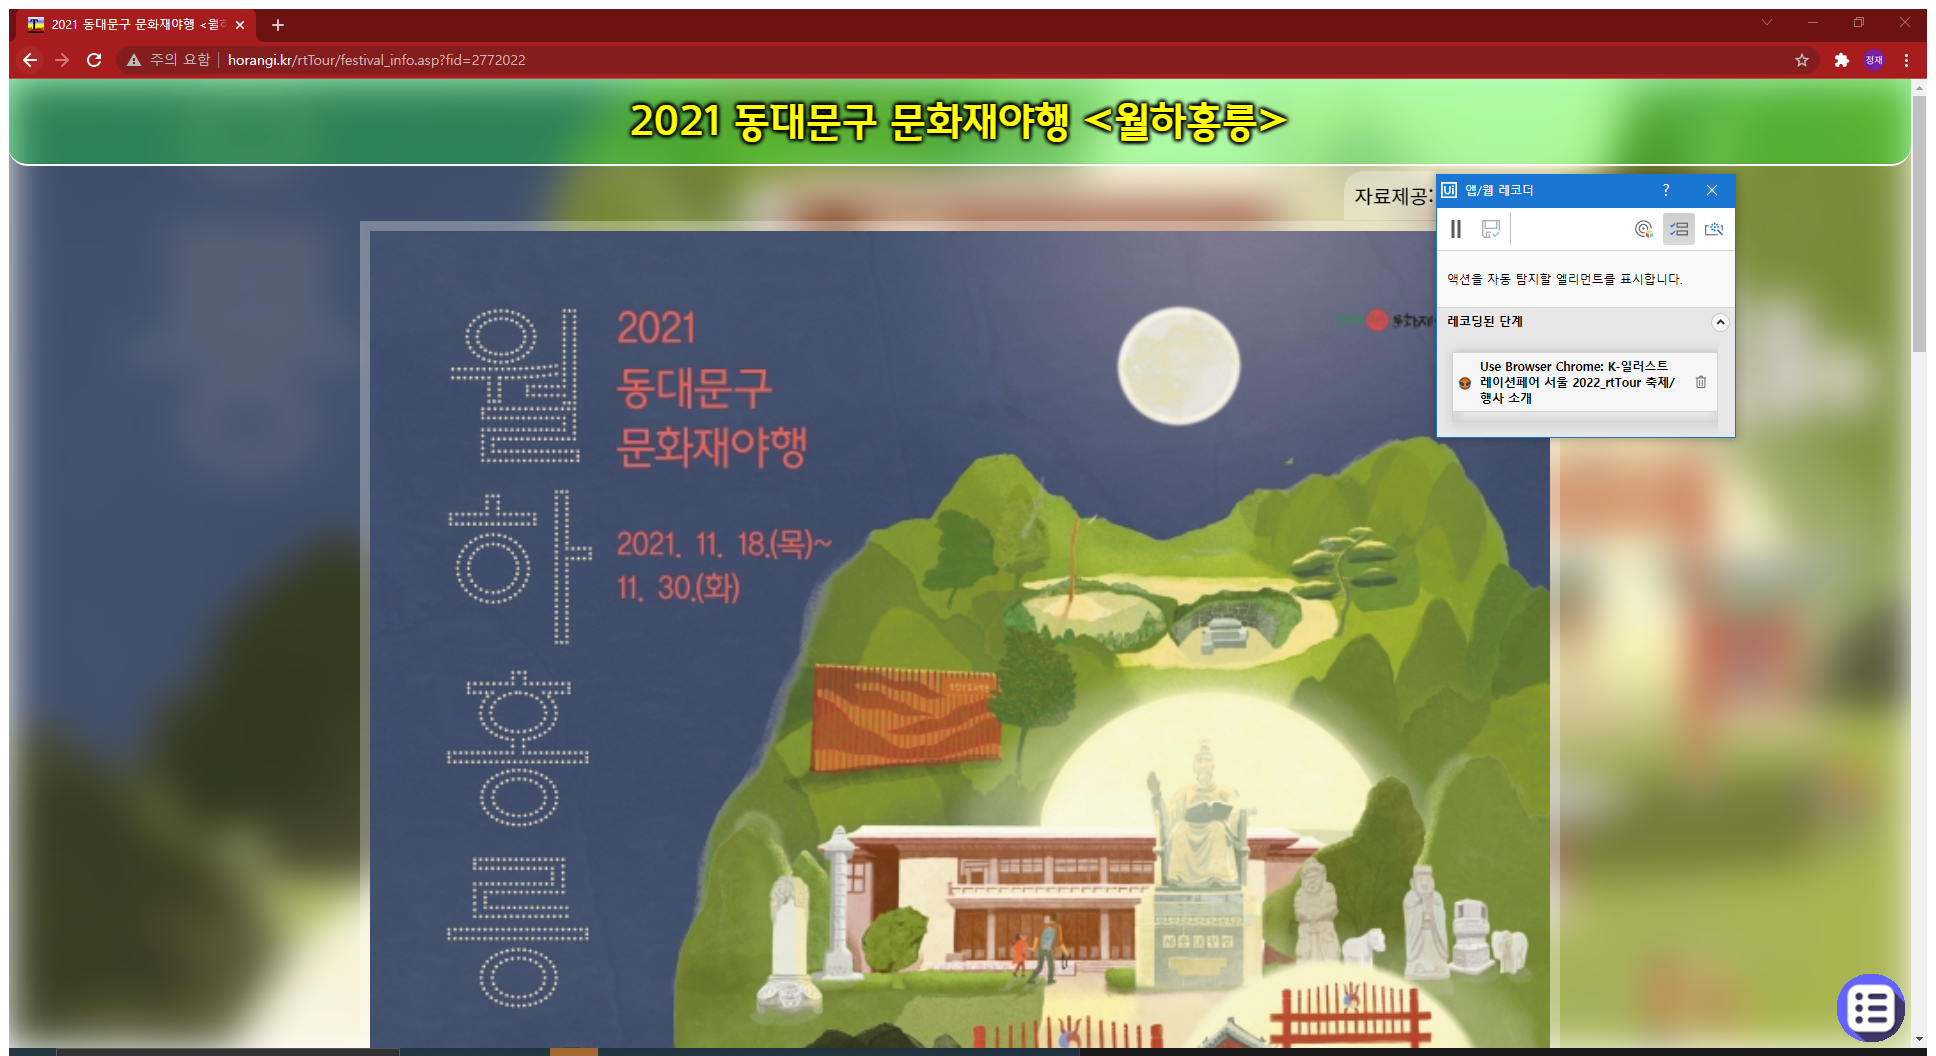 2021 동대문구 문화재야행 <월
주의 요함
horangi.kr/rtTour/festival_info.asp?fid=2772022
정재
2021 동대문구 문화재야행 <월하홍릉>
자료제공:
Ui 앱/웹 레코더
?
액션을 자동 탐지할 엘리먼트를 표시합니다.
레코딩된 단계
Use Browser Chrome: K-일러스트
레이션페어 서울 2022_rtTour 축제/
행사 소개
월하홍릉
2021
동대문구
문화재야행
2021. 11. 18.(목)~
11. 30.(화)
세종대왕상